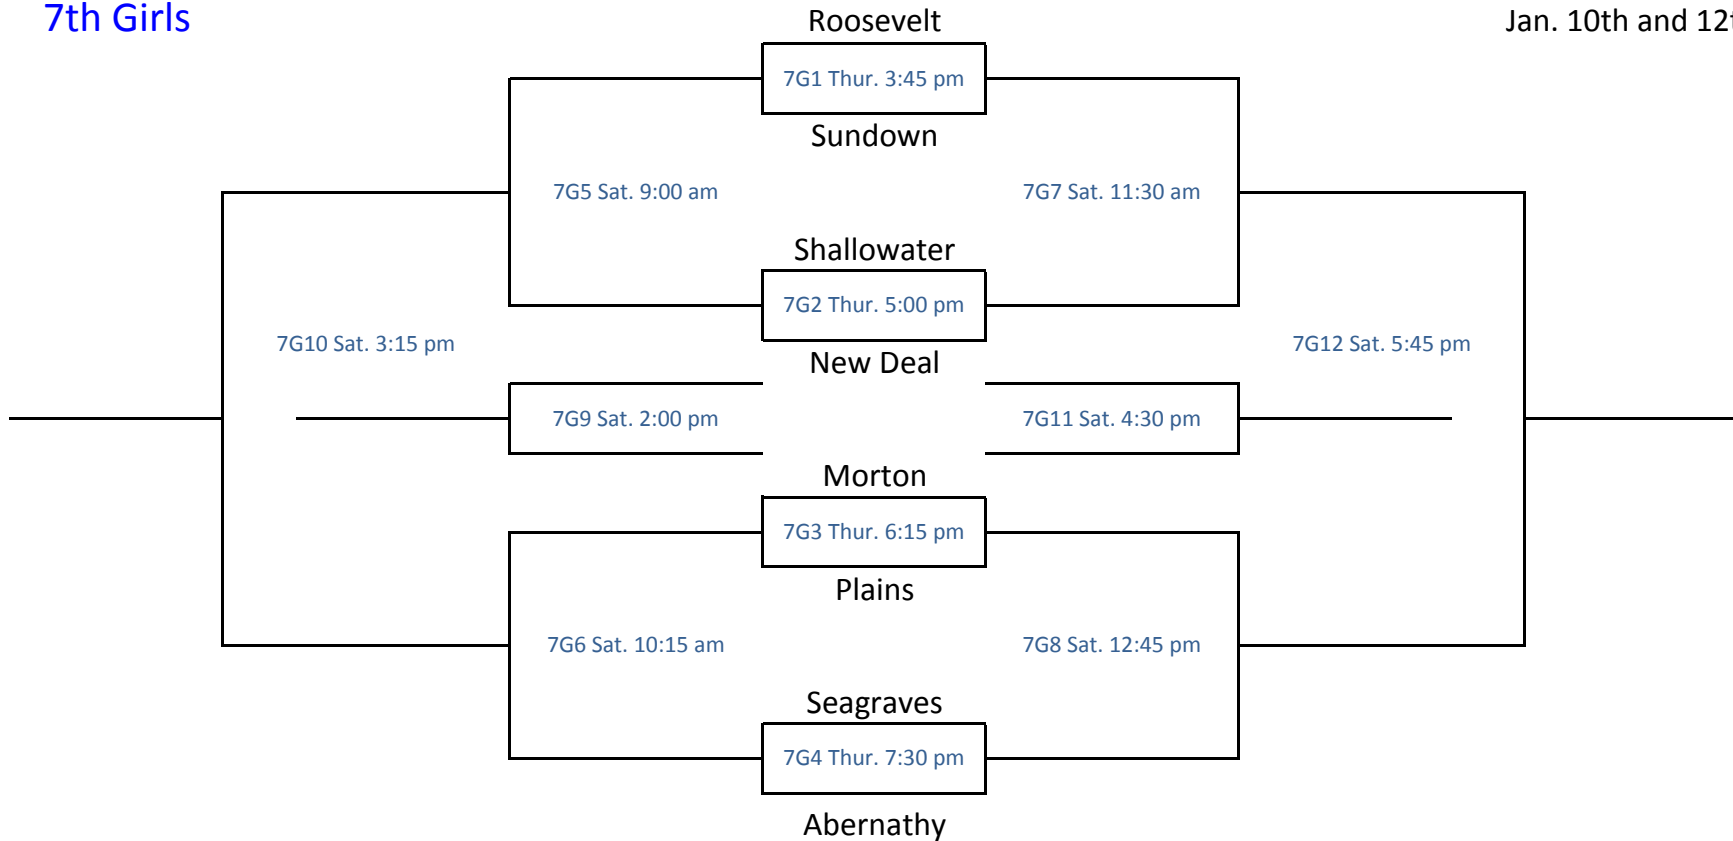 7th Girls
Roosevelt
Jan. 10th and 12t
7G1 Thur. 3:45 pm
Sundown
7G5 Sat. 9:00 am
7G7 Sat. 11:30 am
Shallowater
7G2 Thur. 5:00 pm
7G10 Sat. 3:15 pm
7G12 Sat. 5:45 pm
New Deal
7G9 Sat. 2:00 pm
7G11 Sat. 4:30 pm
Morton
7G3 Thur. 6:15 pm
Plains
7G6 Sat. 10:15 am
7G8 Sat. 12:45 pm
Seagraves
7G4 Thur. 7:30 pm
Abernathy